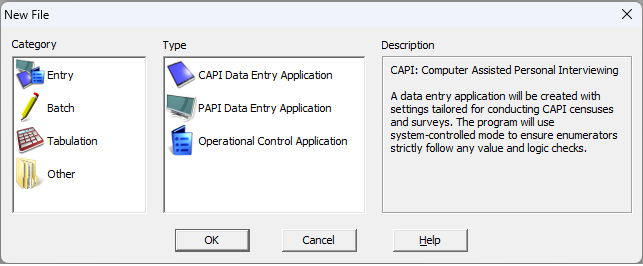 New File
Category
Entry
Batch
Tabulation
Other
Type
CAPI Data Entry Application
PAPI Data Entry Application
Operational Control Application
Description
CAPI: Computer Assisted Personal Interviewing
A data entry application will be created with
settings tailored for conducting CAPI censuses
and surveys. The program will use
system-controlled mode to ensure enumerators
strictly follow any value and logic checks.
OK
Cancel
Help